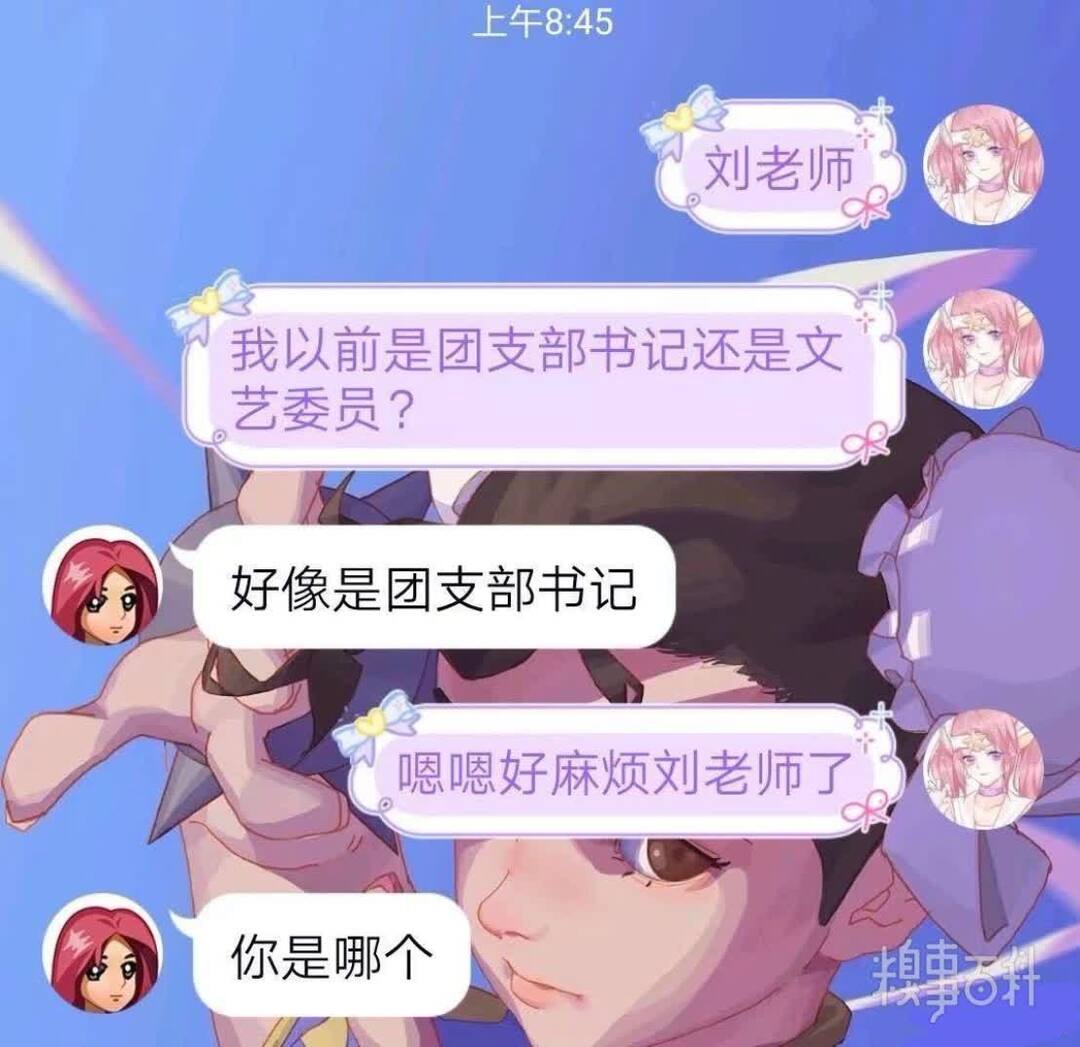 上午8:45
刘老师
我以前是团支部书记还是文
艺委员？
好像是团支部书记
嗯嗯好麻烦刘老师了
你是哪个
糗事百科